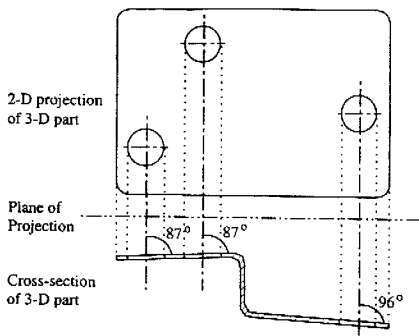 2-D projection
of 3-D part
Plane of
Projection
87°
87°
Cross-section
of 3-D part
96°